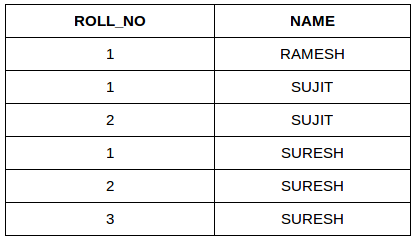 ROLL_NO NAME
1 RAMESH
1 SUJIT
2 SUJIT
1 SURESH
2 SURESH
3 SURESH